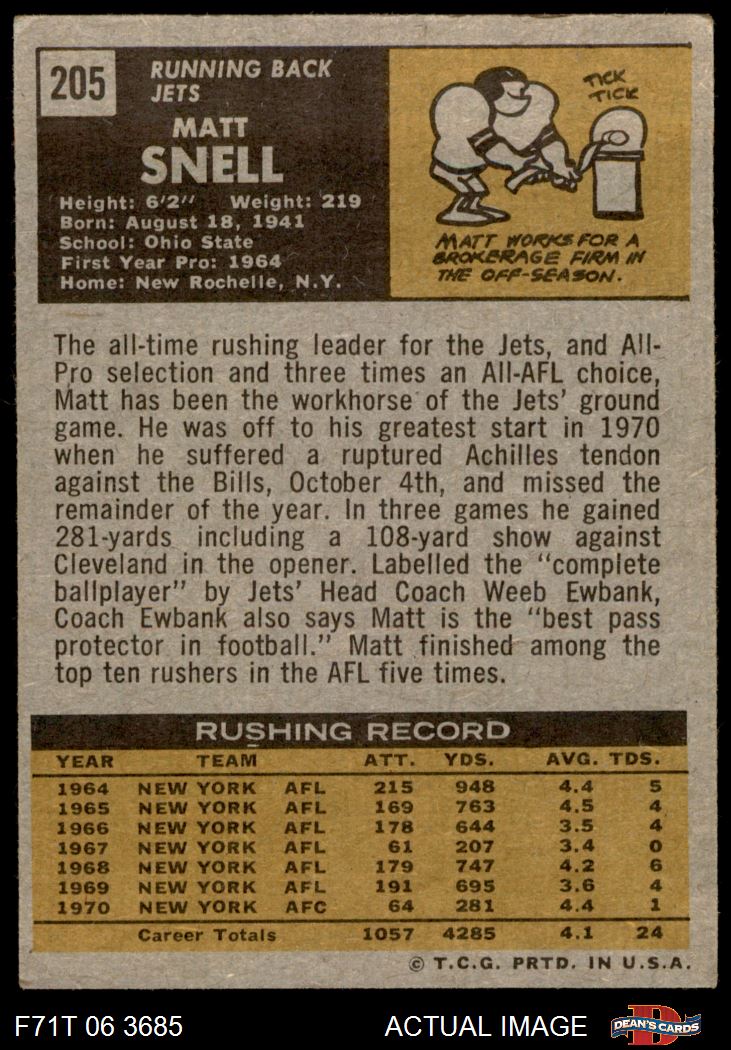 205
RUNNING BACK
JETS
MATT
SNELL
Height: 6'2" Weight: 219
Born: August 18, 1941
School: Ohio State
First Year Pro: 1964
Home: New Rochelle, N.Y.
TICK
TICK
MATT WORKS FOR A
BROKERAGE FIRM IN
THE OFF-SEASON.
The all-time rushing leader for the Jets, and All-
Pro selection and three times an All-AFL choice,
Matt has been the workhorse of the Jets' ground
game. He was off to his greatest start in 1970
when he suffered a ruptured Achilles tendon
against the Bills, October 4th, and missed the
remainder of the year. In three games he gained
281-yards including a 108-yard show against
Cleveland in the opener. Labelled the "complete
ballplayer" by Jets' Head Coach Weeb Ewbank,
Coach Ewbank also says Matt is the "best pass
protector in football." Matt finished among the
top ten rushers in the AFL five times.
RUSHING RECORD
YEAR TEAM ATT. YDS. AVG. TDS.
1964 NEW YORK AFL 215 948 4.4 5
1965 NEW YORK AFL 169 763 4.5 4
1966 NEW YORK AFL 178 644 3.5 4
1967 NEW YORK AFL 61 207 3.4 0
1968 NEW YORK AFL 179 747 4.2 6
1969 NEW YORK AFL 191 695 3.6 4
1970 NEW YORK AFC 64 281 4.4 1
Career Totals 1057 4285 4.1 24
© T.C.G. PRTD. IN U.S.A.
F71T 06 3685 ACTUAL IMAGE
D
DEAN'S CARDS